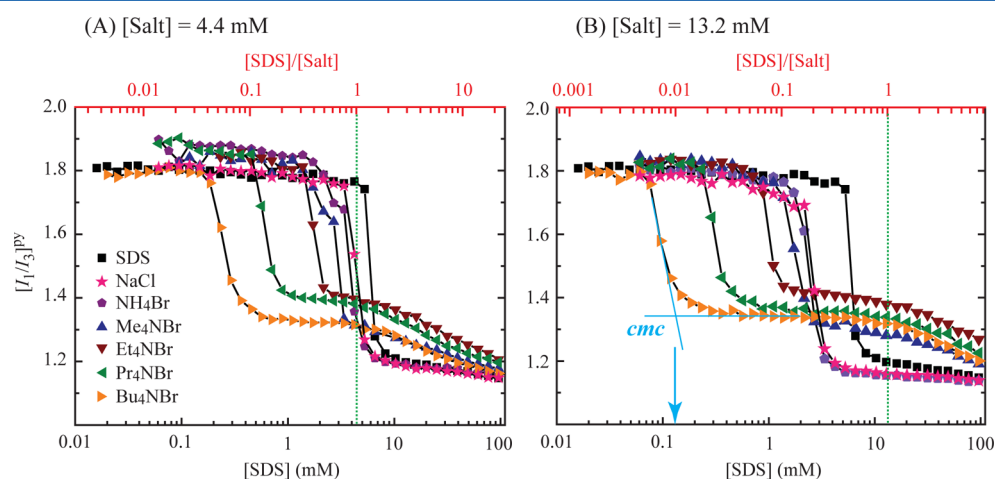 (A) [Salt] = 4.4 mM
[SDS]/[Salt]
0.01 0.1 1 10
2.0
1.8
1.6
1.4
1.2
[I1/I3]py
SDS
NaCl
NH4Br
Me4NBr
Et4NBr
Pr4NBr
Bu4NBr
0.01 0.1 1 10 100
[SDS] (mM)
(B) [Salt] = 13.2 mM
[SDS]/[Salt]
0.001 0.01 0.1 1
2.0
1.8
1.6
1.4
1.2
cmc
0.01 0.1 1 10 100
[SDS] (mM)